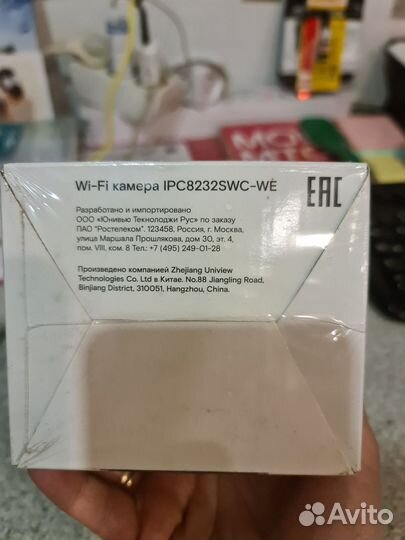 Wi-Fi камера IPC8232SWC-WE
EAC
Разработано и импортировано
ООО «Юнивью Текнолоджи Рус» по заказу
ПАО "Ростелеком". 123458, Россия, г. Москва,
улица Маршала Прошлякова, дом 30, эт. 4,
пом. VIII, ком. 8 Тел.: +7 (495) 249-01-28
Произведено компанией Zhejiang Uniview
Technologies Co. Ltd в Китае. No.88 Jiangling Road,
Binjiang District, 310051, Hangzhou, China.
Avito